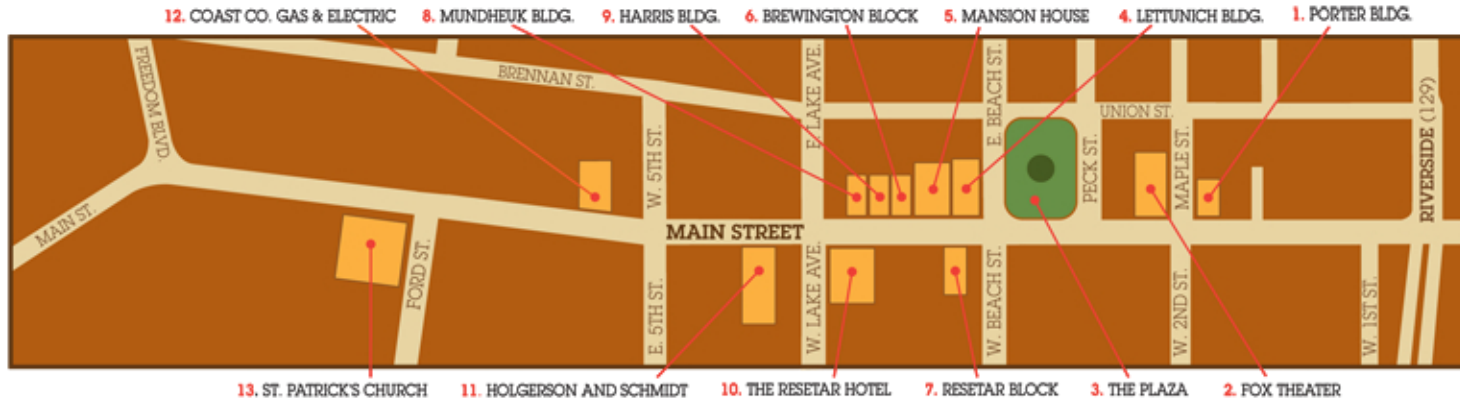 12. COAST CO. GAS & ELECTRIC
8. MUNDHEUK BLDG.
9. HARRIS BLDG.
6. BREWINGTON BLOCK
5. MANSION HOUSE
4. LETTUNICH BLDG.
1. PORTER BLDG.
FREEDOM BLVD.
BRENNAN ST.
E. LAKE AVE.
E. BEACH ST.
UNION ST.
RIVERSIDE (129)
W. 5TH ST.
PECK ST.
MAPLE ST.
MAIN ST.
MAIN STREET
FORD ST.
E. 5TH ST.
W. LAKE AVE.
W. BEACH ST.
W. 2ND ST.
W. 1ST ST.
13. ST. PATRICK'S CHURCH
11. HOLGERSON AND SCHMIDT
10. THE RESETAR HOTEL
7. RESETAR BLOCK
3. THE PLAZA
2. FOX THEATER